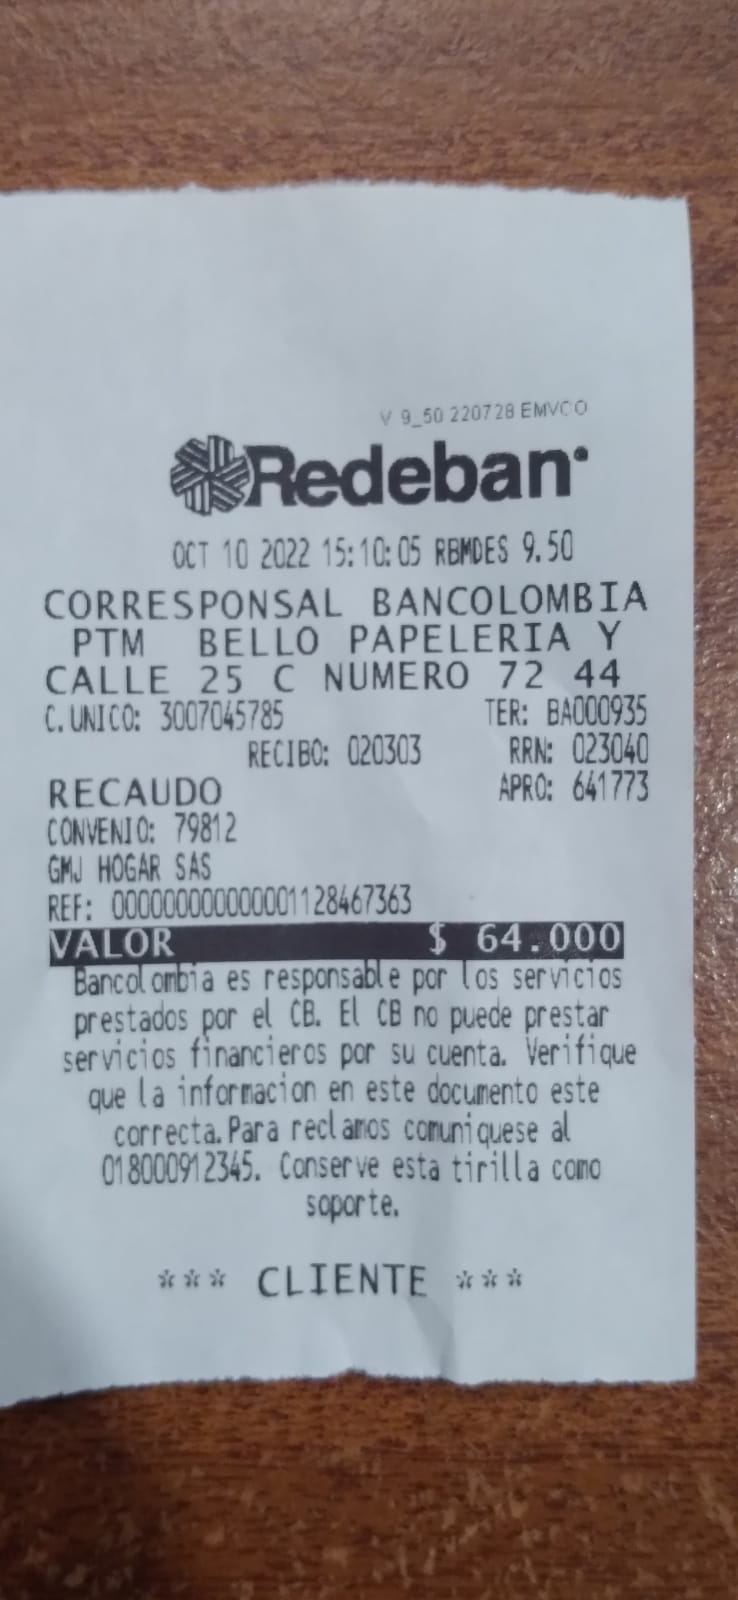 V 9_50 220728 EMVCO
Redeban
OCT 10 2022 15:10:05 RBMDES 9.50
CORRESPONSAL BANCOLOMBIA
PTM BELLO PAPELERIA Y
CALLE 25 C NUMERO 72 44
C.UNICO: 3007045785 TER: BA000935
RECIBO: 020303 RRN: 023040
RECAUDO APRO: 641773
CONVENIO: 79812
GMJ HOGAR SAS
REF: 000000000000001128467363
VALOR $ 64.000
Bancolombia es responsable por los servicios
prestados por el CB. El CB no puede prestar
servicios financieros por su cuenta. Verifique
que la informacion en este documento este
correcta.Para reclamos comuniquese al
018000912345. Conserve esta tirilla como
soporte.
*** CLIENTE ***